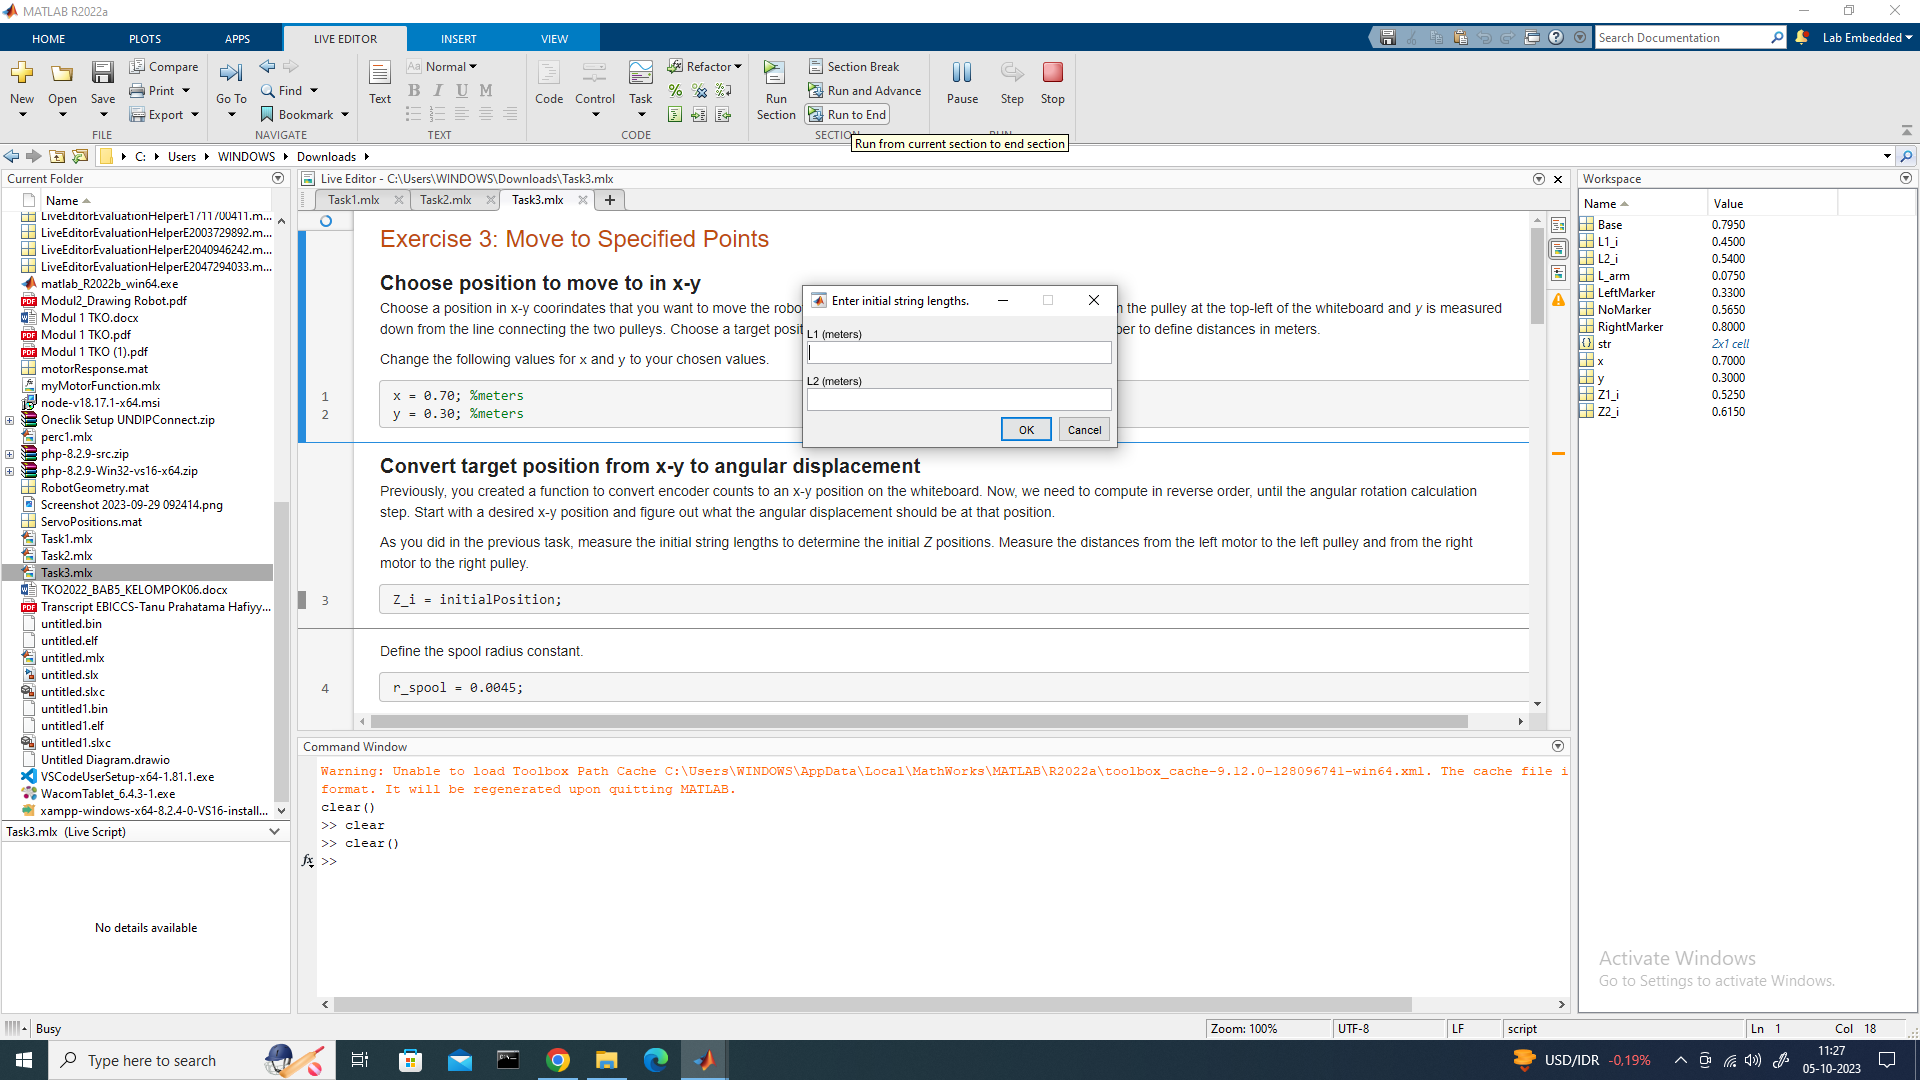 MATLAB R2022a
HOME PLOTS APPS LIVE EDITOR INSERT VIEW
Search Documentation
Lab Embedded
New
Open
Save
Compare
Print
Export
FILE
Go To
Find
Bookmark
NAVIGATE
Text
Aa Normal
B I U M
TEXT
Code
Control
Task
Refactor
CODE
Run Section
Section Break
Run and Advance
Run to End
SECTION
Pause
Step
Stop
RUN
Run from current section to end section
C: Users WINDOWS Downloads
Current Folder
Name
LiveEditorEvaluationHelperE1711700411.m...
LiveEditorEvaluationHelperE2003729892.m...
LiveEditorEvaluationHelperE2040946242.m...
LiveEditorEvaluationHelperE2047294033.m...
matlab_R2022b_win64.exe
Modul2_Drawing Robot.pdf
Modul 1 TKO.docx
Modul 1 TKO.pdf
Modul 1 TKO (1).pdf
motorResponse.mat
myMotorFunction.mlx
node-v18.17.1-x64.msi
Oneclik Setup UNDIPConnect.zip
perc1.mlx
php-8.2.9-src.zip
php-8.2.9-Win32-vs16-x64.zip
RobotGeometry.mat
Screenshot 2023-09-29 092414.png
ServoPositions.mat
Task1.mlx
Task2.mlx
Task3.mlx
TKO2022_BAB5_KELOMPOK06.docx
Transcript EBICCS-Tanu Prahatama Hafiyy...
untitled.bin
untitled.elf
untitled.mlx
untitled.slx
untitled.slxc
untitled1.bin
untitled1.elf
untitled1.slxc
Untitled Diagram.drawio
VSCodeUserSetup-x64-1.81.1.exe
WacomTablet_6.4.3-1.exe
xampp-windows-x64-8.2.4-0-VS16-install...
Task3.mlx (Live Script)
No details available
Live Editor - C:\Users\WINDOWS\Downloads\Task3.mlx
Task1.mlx Task2.mlx Task3.mlx
Exercise 3: Move to Specified Points
Choose position to move to in x-y
Choose a position in x-y coorindates that you want to move the robo n the pulley at the top-left of the whiteboard and y is measured
down from the line connecting the two pulleys. Choose a target posit per to define distances in meters.
Change the following values for x and y to your chosen values.
1 x = 0.70; %meters
2 y = 0.30; %meters
Convert target position from x-y to angular displacement
Previously, you created a function to convert encoder counts to an x-y position on the whiteboard. Now, we need to compute in reverse order, until the angular rotation calculation
step. Start with a desired x-y position and figure out what the angular displacement should be at that position.
As you did in the previous task, measure the initial string lengths to determine the initial Z positions. Measure the distances from the left motor to the left pulley and from the right
motor to the right pulley.
3 Z_i = initialPosition;
Define the spool radius constant.
4 r_spool = 0.0045;
Enter initial string lengths.
L1 (meters)
L2 (meters)
OK Cancel
Command Window
Warning: Unable to load Toolbox Path Cache C:\Users\WINDOWS\AppData\Local\MathWorks\MATLAB\R2022a\toolbox_cache-9.12.0-128096741-win64.xml. The cache file i
format. It will be regenerated upon quitting MATLAB.
clear()
>> clear
>> clear()
fx >>
Workspace
Name Value
Base 0.7950
L1_i 0.4500
L2_i 0.5400
L_arm 0.0750
LeftMarker 0.3300
NoMarker 0.5650
RightMarker 0.8000
str 2x1 cell
x 0.7000
y 0.3000
Z1_i 0.5250
Z2_i 0.6150
Activate Windows
Go to Settings to activate Windows.
Busy
Zoom: 100% UTF-8 LF script Ln 1 Col 18
Type here to search
USD/IDR -0,19%
11:27
05-10-2023